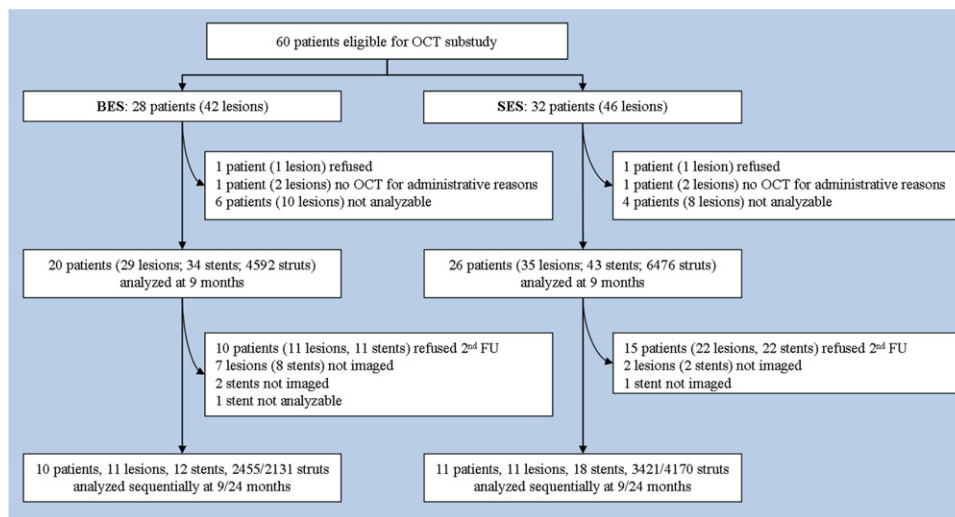 60 patients eligible for OCT substudy
BES: 28 patients (42 lesions)
SES: 32 patients (46 lesions)
1 patient (1 lesion) refused
1 patient (2 lesions) no OCT for administrative reasons
6 patients (10 lesions) not analyzable
1 patient (1 lesion) refused
1 patient (2 lesions) no OCT for administrative reasons
4 patients (8 lesions) not analyzable
20 patients (29 lesions; 34 stents; 4592 struts)
analyzed at 9 months
26 patients (35 lesions; 43 stents; 6476 struts)
analyzed at 9 months
10 patients (11 lesions, 11 stents) refused 2nd FU
7 lesions (8 stents) not imaged
2 stents not imaged
1 stent not analyzable
15 patients (22 lesions, 22 stents) refused 2nd FU
2 lesions (2 stents) not imaged
1 stent not imaged
10 patients, 11 lesions, 12 stents, 2455/2131 struts
analyzed sequentially at 9/24 months
11 patients, 11 lesions, 18 stents, 3421/4170 struts
analyzed sequentially at 9/24 months